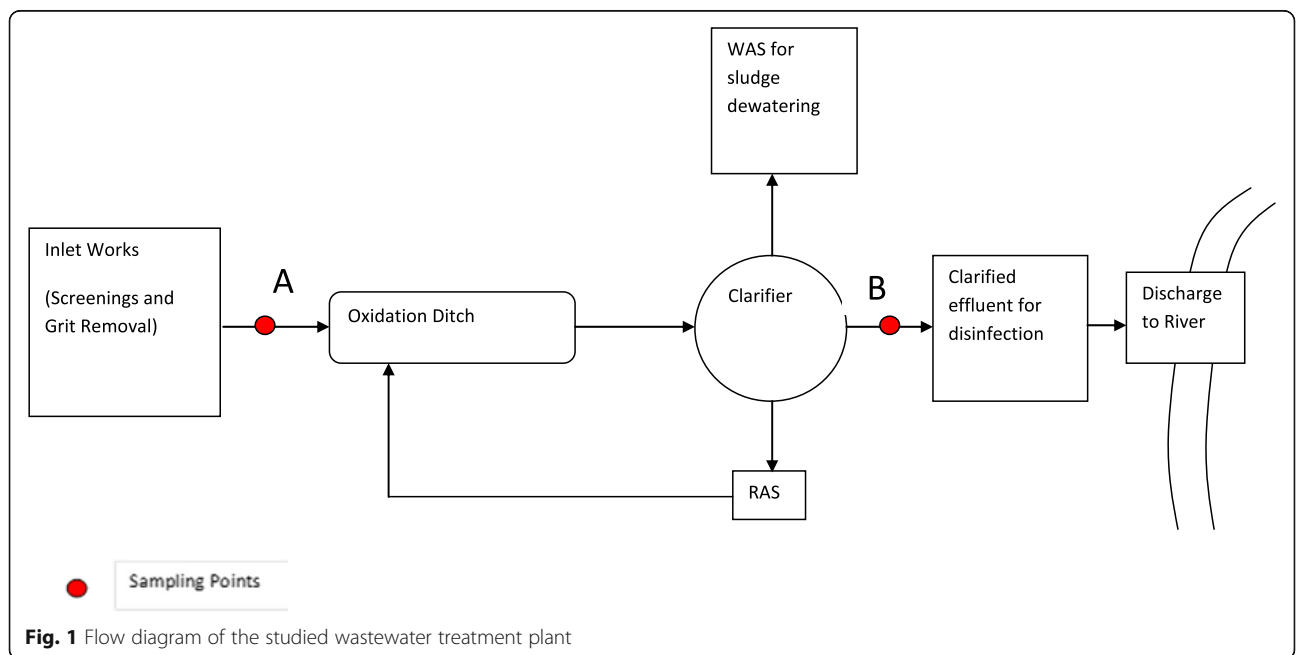 WAS for
sludge
dewatering
Inlet Works
(Screenings and
Grit Removal)
A
Oxidation Ditch
Clarifier
B
Clarified
effluent for
disinfection
Discharge
to River
RAS
Sampling Points
Fig. 1 Flow diagram of the studied wastewater treatment plant